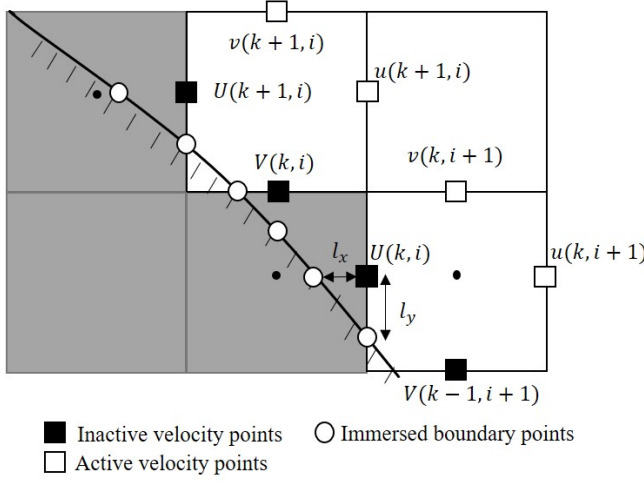 v(k + 1, i)
U(k + 1, i)
u(k + 1, i)
V(k, i)
v(k, i + 1)
l_x
U(k, i)
u(k, i + 1)
l_y
V(k − 1, i + 1)
Inactive velocity points
Immersed boundary points
Active velocity points